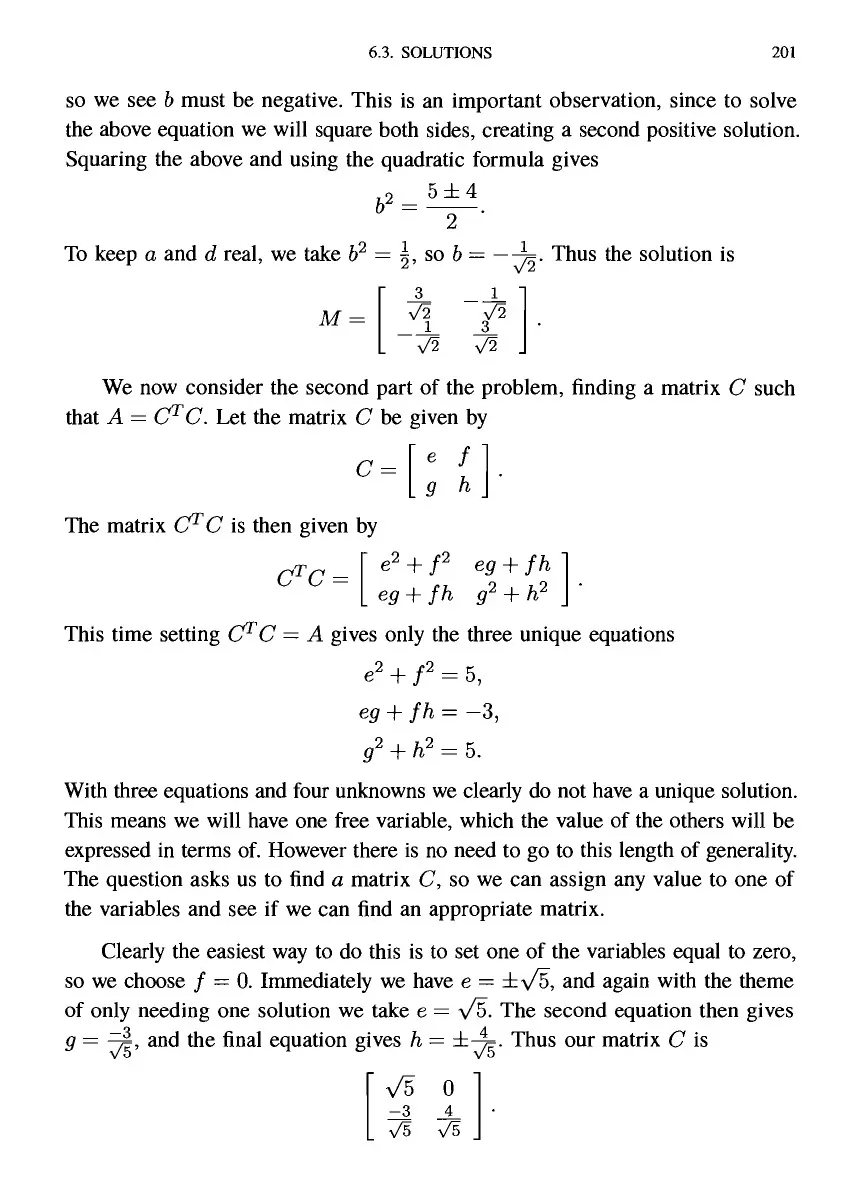 6.3. SOLUTIONS 201
so we see b must be negative. This is an important observation, since to solve
the above equation we will square both sides, creating a second positive solution.
Squaring the above and using the quadratic formula gives
b² = (5 ± 4)/2.
To keep a and d real, we take b² = 1/2, so b = −1/√2. Thus the solution is
M = [ 3/√2 −1/√2
−1/√2 3/√2 ].
We now consider the second part of the problem, finding a matrix C such
that A = CᵀC. Let the matrix C be given by
C = [ e f
g h ].
The matrix CᵀC is then given by
CᵀC = [ e² + f² eg + fh
eg + fh g² + h² ].
This time setting CᵀC = A gives only the three unique equations
e² + f² = 5,
eg + fh = −3,
g² + h² = 5.
With three equations and four unknowns we clearly do not have a unique solution.
This means we will have one free variable, which the value of the others will be
expressed in terms of. However there is no need to go to this length of generality.
The question asks us to find a matrix C, so we can assign any value to one of
the variables and see if we can find an appropriate matrix.
Clearly the easiest way to do this is to set one of the variables equal to zero,
so we choose f = 0. Immediately we have e = ±√5, and again with the theme
of only needing one solution we take e = √5. The second equation then gives
g = −3/√5, and the final equation gives h = ±4/√5. Thus our matrix C is
[ √5 0
−3/√5 4/√5 ].